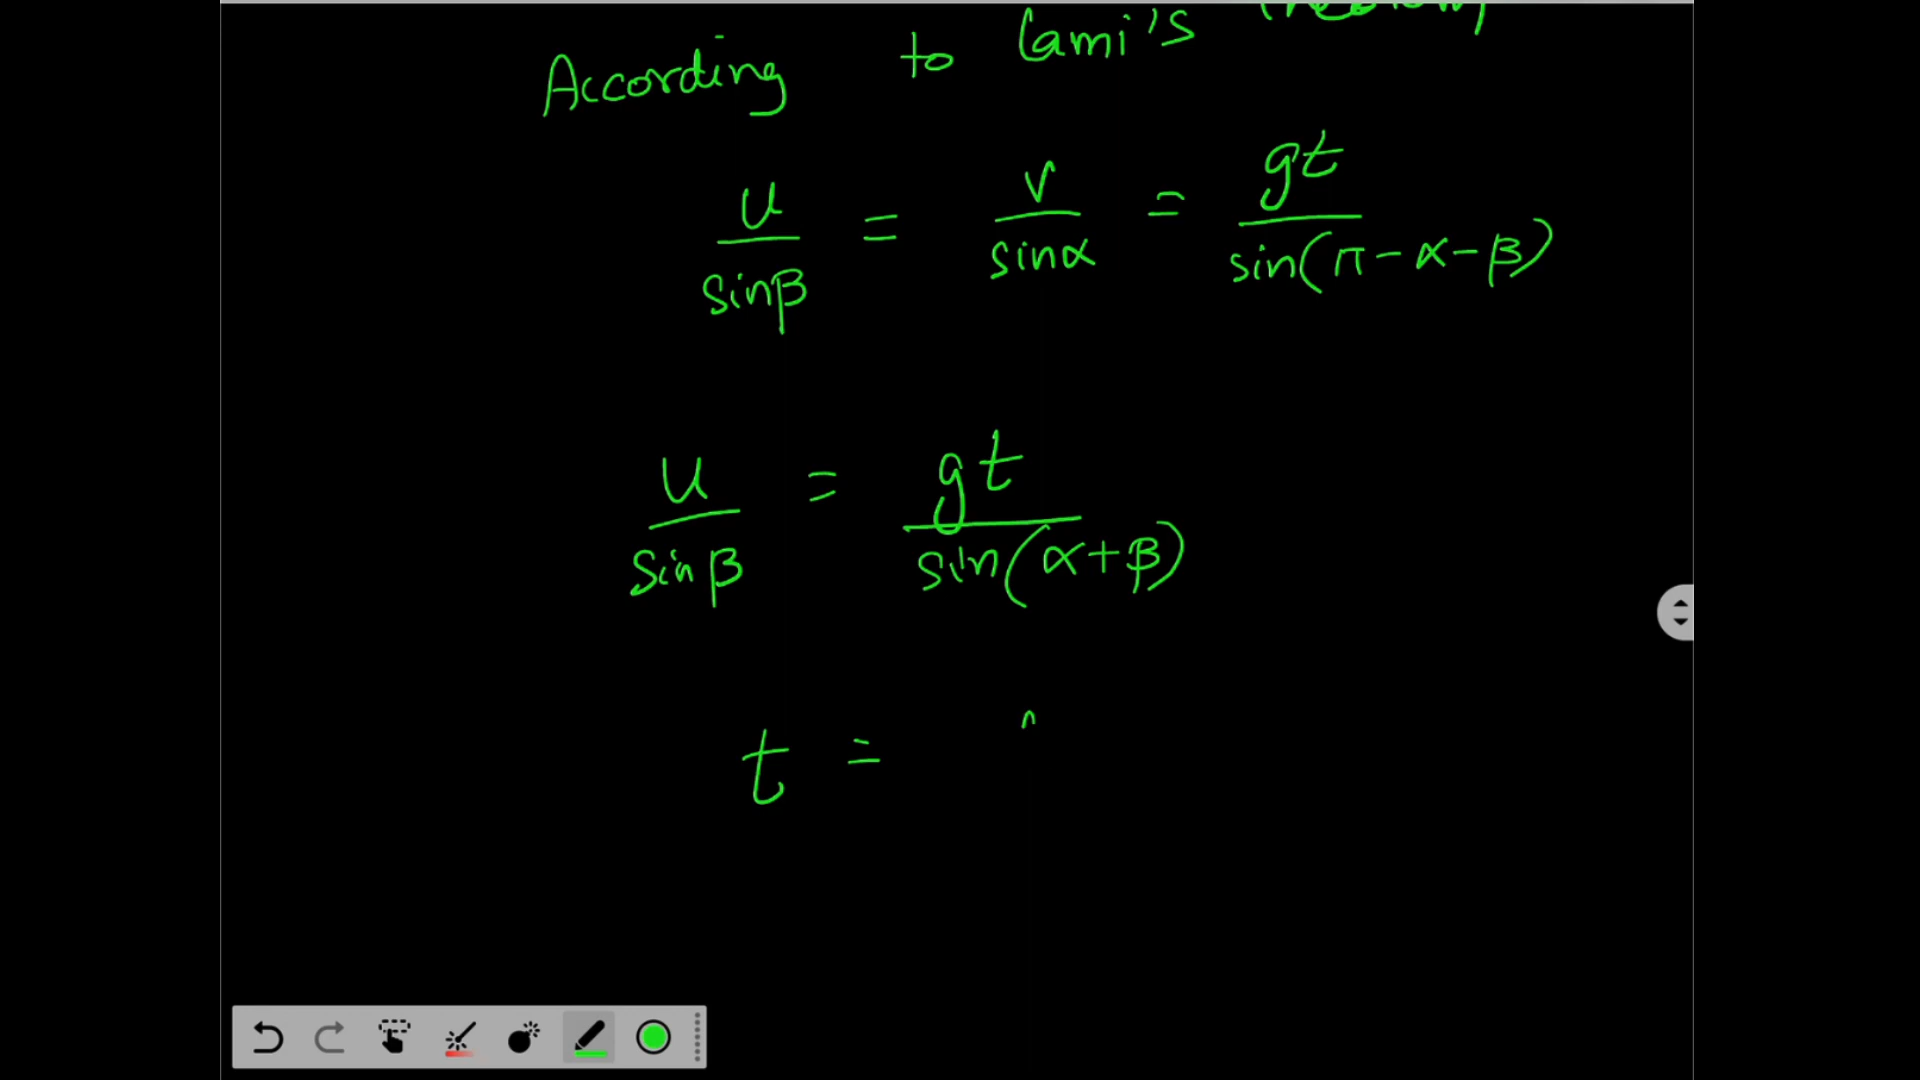 According to Lami's
u/sinβ = v/sinα = gt/sin(π-α-β)
u/sinβ = gt/sin(α+β)
t =